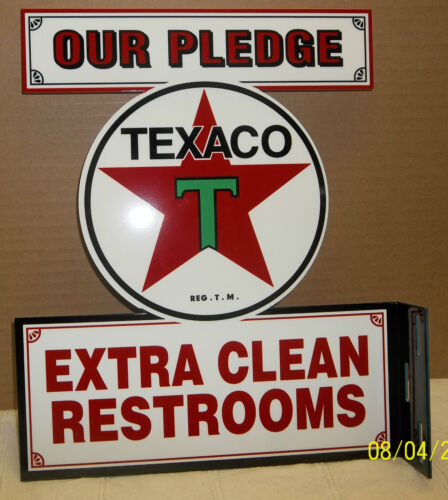 OUR PLEDGE
TEXACO
T
REG. T. M.
EXTRA CLEAN
RESTROOMS
08/04/2